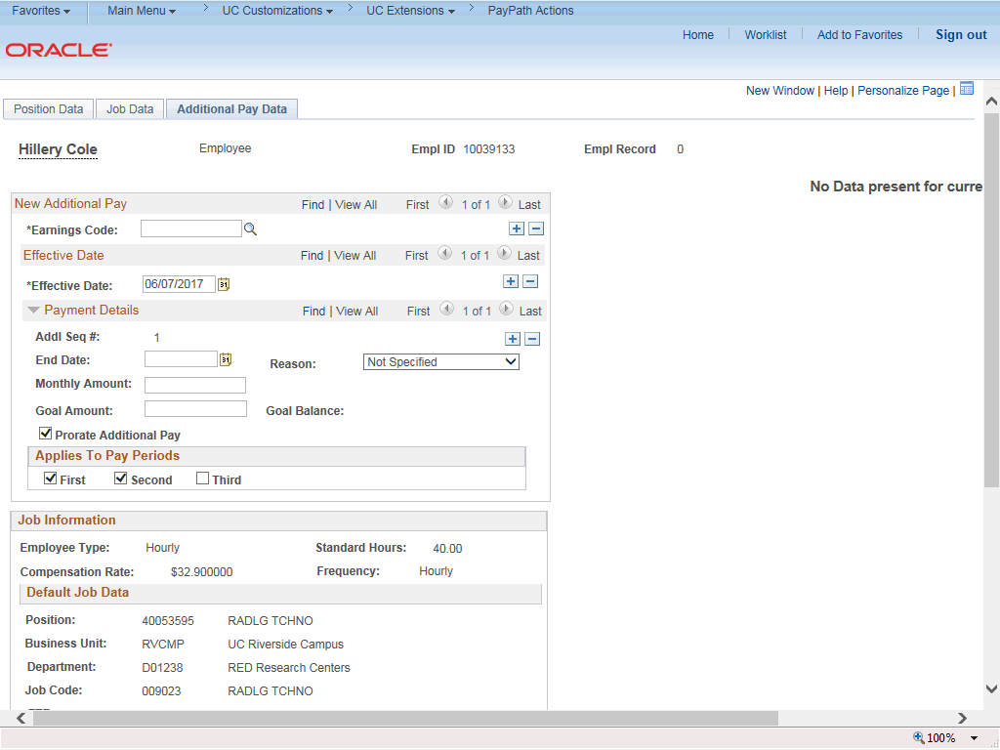 Favorites Main Menu > UC Customizations > UC Extensions > PayPath Actions
Home Worklist Add to Favorites Sign out
ORACLE
New Window | Help | Personalize Page |
Position Data Job Data Additional Pay Data
Hillery Cole Employee Empl ID 10039133 Empl Record 0
No Data present for curre
New Additional Pay Find | View All First 1 of 1 Last
*Earnings Code:
Effective Date Find | View All First 1 of 1 Last
*Effective Date: 06/07/2017 31
Payment Details Find | View All First 1 of 1 Last
Addl Seq #: 1
End Date: 31 Reason: Not Specified
Monthly Amount:
Goal Amount: Goal Balance:
Prorate Additional Pay
Applies To Pay Periods
First Second Third
Job Information
Employee Type: Hourly Standard Hours: 40.00
Compensation Rate: $32.900000 Frequency: Hourly
Default Job Data
Position: 40053595 RADLG TCHNO
Business Unit: RVCMP UC Riverside Campus
Department: D01238 RED Research Centers
Job Code: 009023 RADLG TCHNO
100%